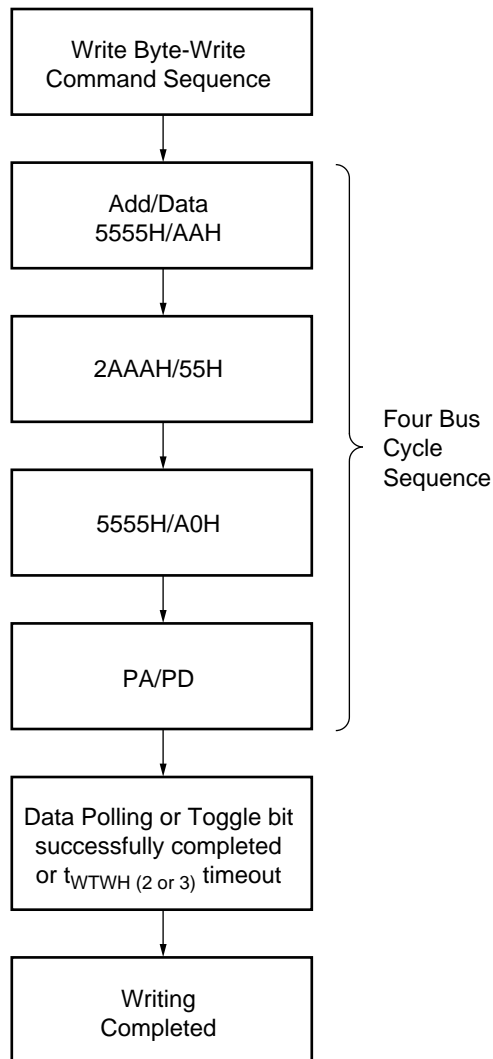 Write Byte-Write
Command Sequence
Add/Data
5555H/AAH
2AAAH/55H
5555H/A0H
PA/PD
Four Bus
Cycle
Sequence
Data Polling or Toggle bit
successfully completed
or tWTWH (2 or 3) timeout
Writing
Completed